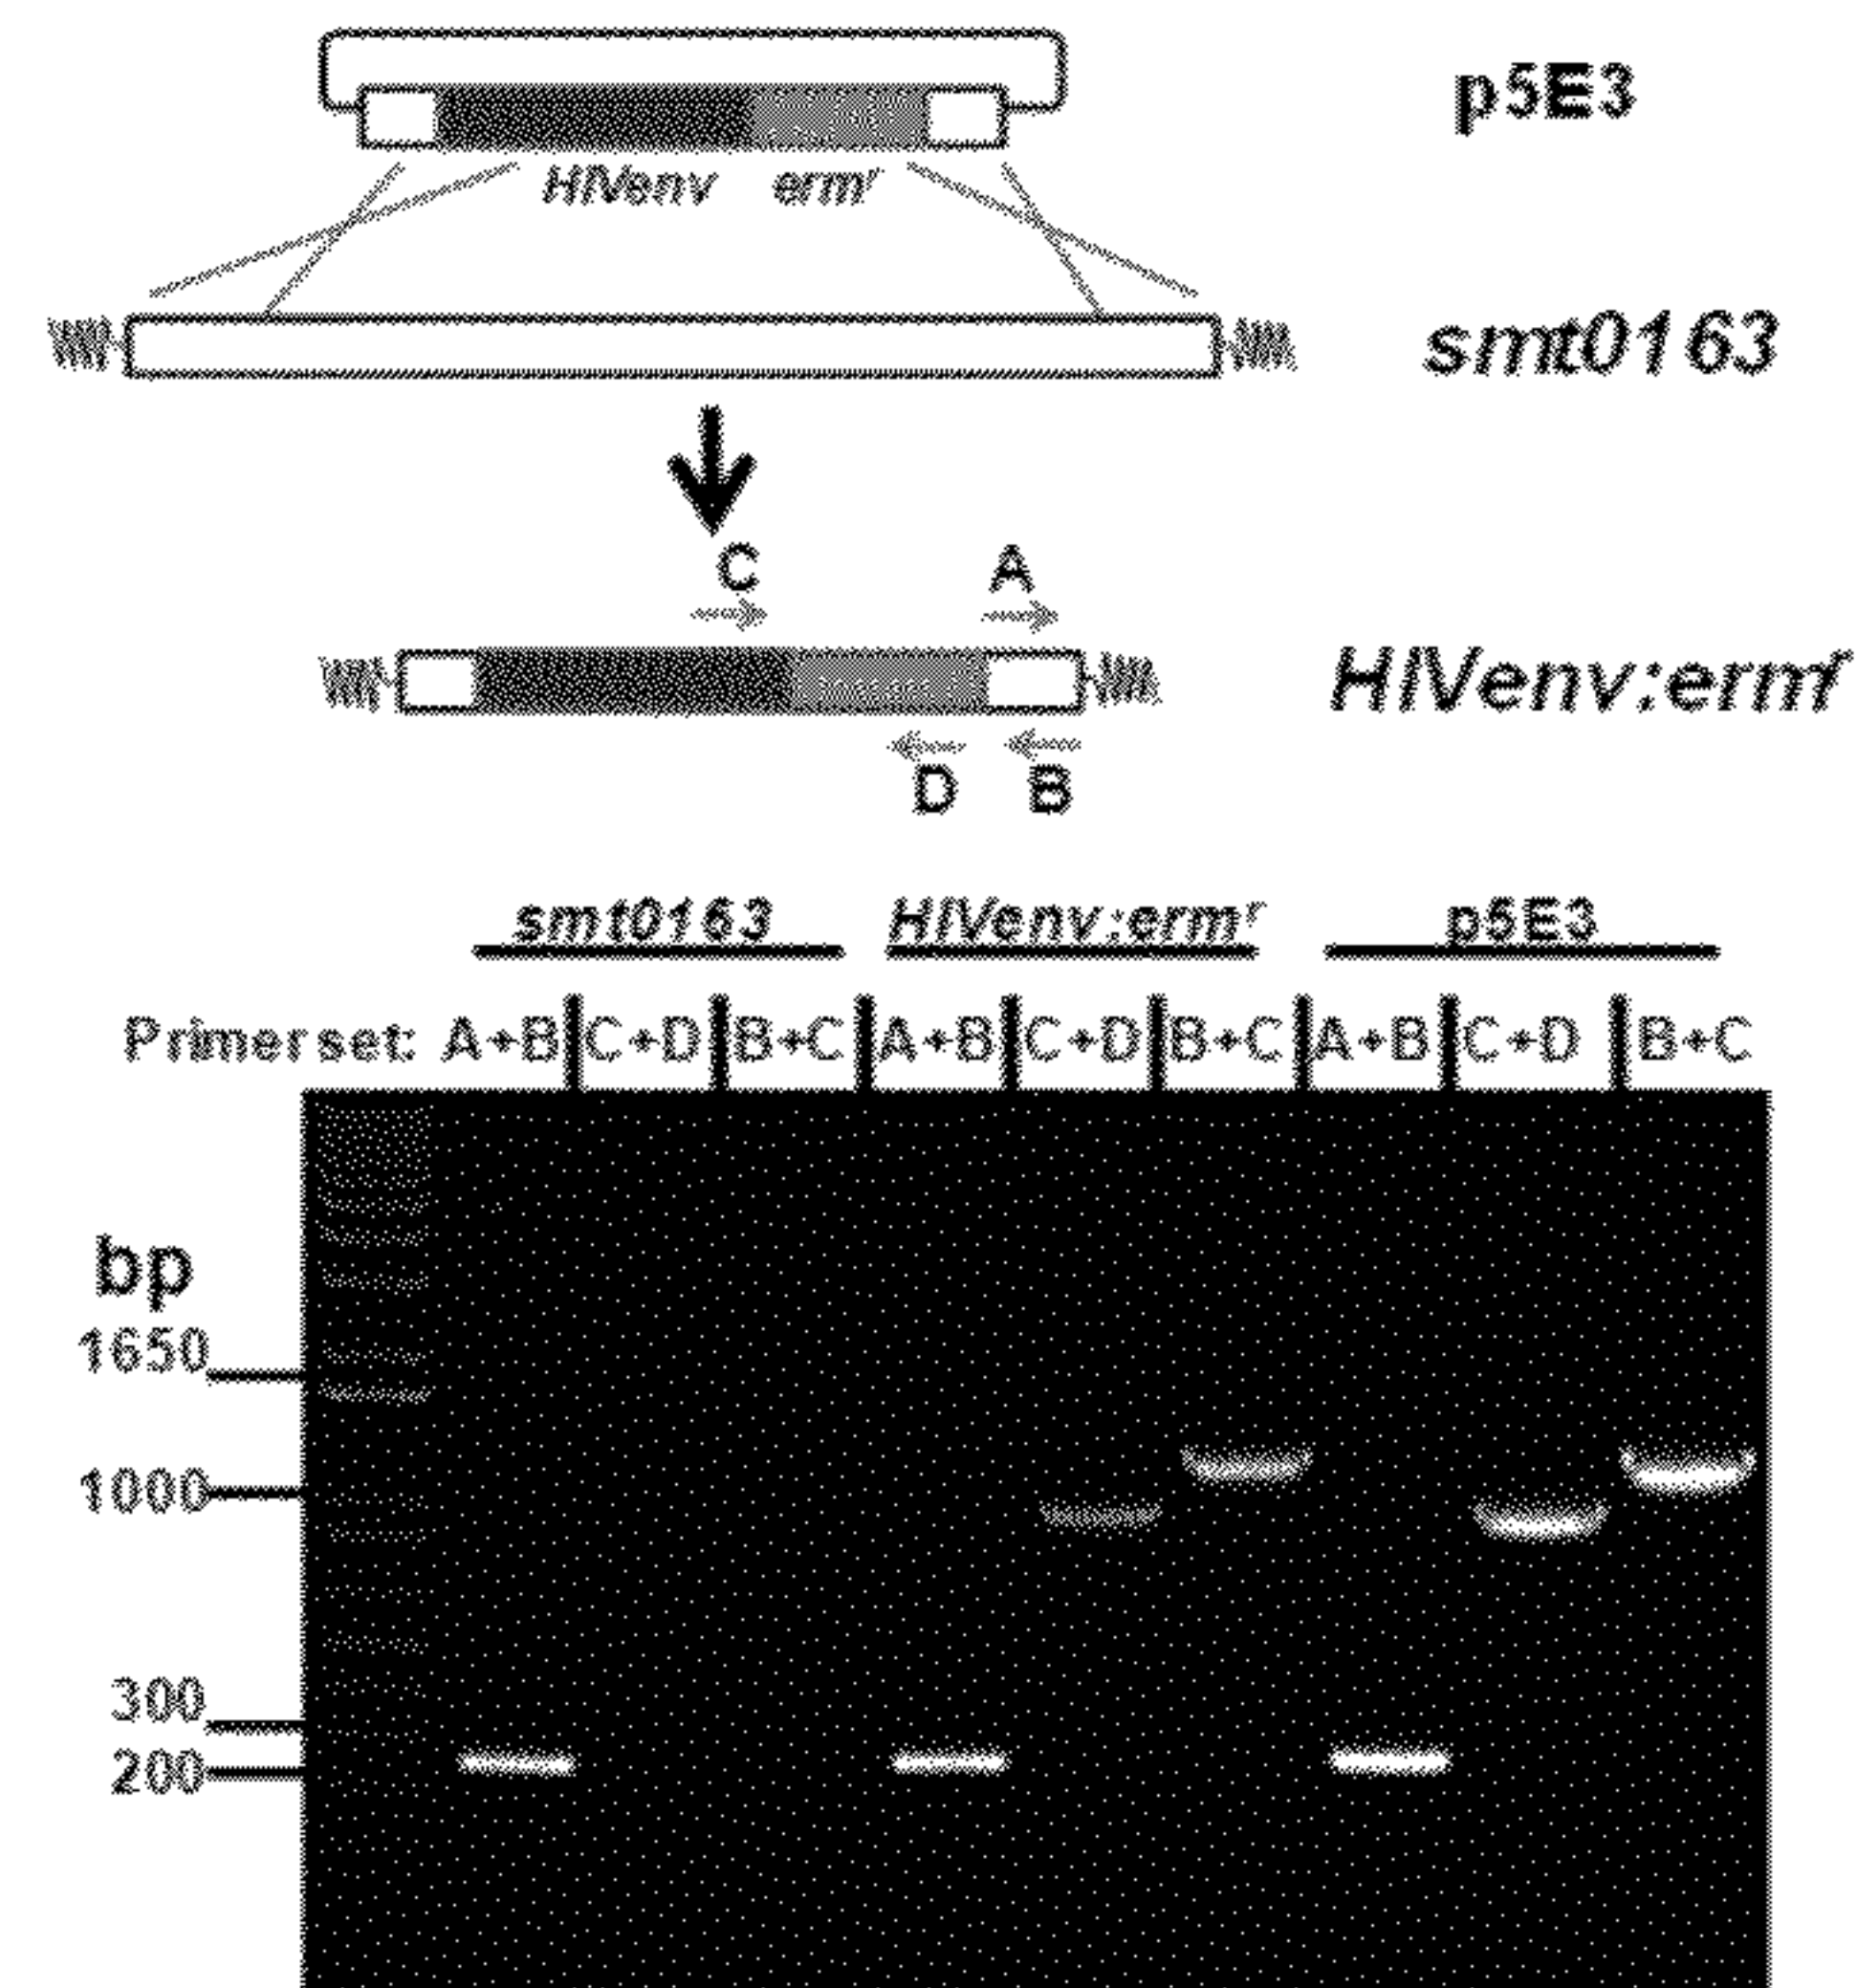 p5E3
HIVenv erm^r
smt0163
C A
HIVenv:erm^r
D B
smt0163 HIVenv:erm^r p5E3
Primer set: A+B C+D B+C A+B C+D B+C A+B C+D B+C
bp
1650
1000
300
200